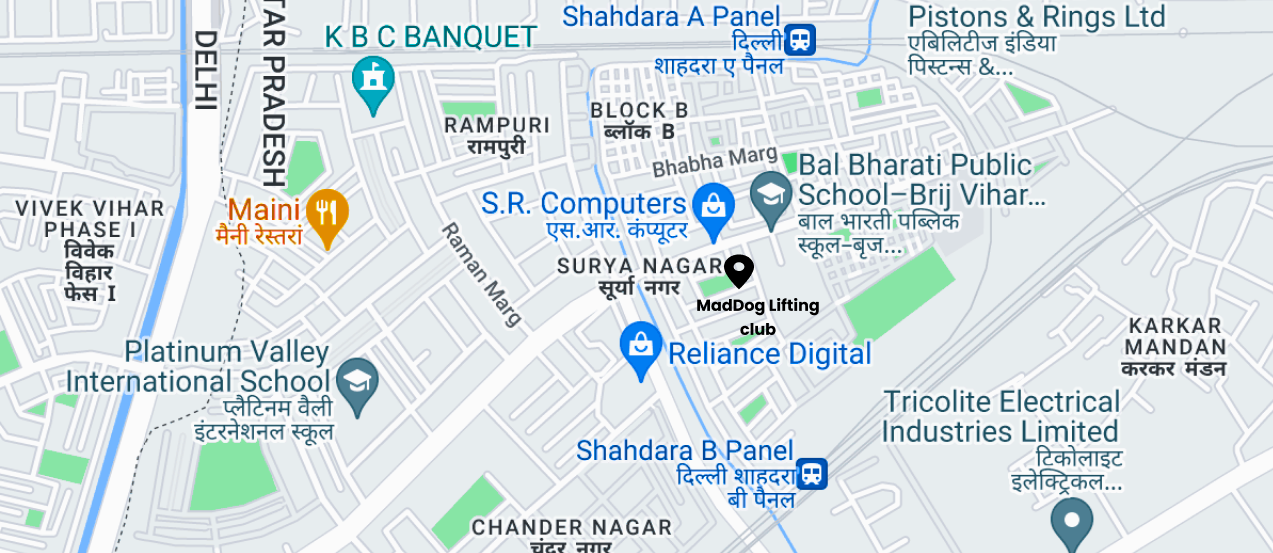 Shahdara A Panel
दिल्ली
शाहदरा ए पैनल
Pistons & Rings Ltd
एबिलिटीज इंडिया
पिस्टन्स &...
K B C BANQUET
DELHI
TAR PRADESH
BLOCK B
ब्लॉक B
RAMPURI
रामपुरी
Bhabha Marg
Bal Bharati Public
School–Brij Vihar...
बाल भारती पब्लिक
स्कूल–बृज...
S.R. Computers
एस.आर. कंप्यूटर
Maini
मैनी रेस्तरां
VIVEK VIHAR
PHASE I
विवेक
विहार
फेस I
Raman Marg
SURYA NAGAR
सूर्या नगर
MadDog Lifting
club
Reliance Digital
Platinum Valley
International School
प्लैटिनम वैली
इंटरनेशनल स्कूल
KARKAR
MANDAN
करकर मंडन
Tricolite Electrical
Industries Limited
टिकोलाइट
इलेक्ट्रिकल...
Shahdara B Panel
दिल्ली शाहदरा
बी पैनल
CHANDER NAGAR
चंदर नगर